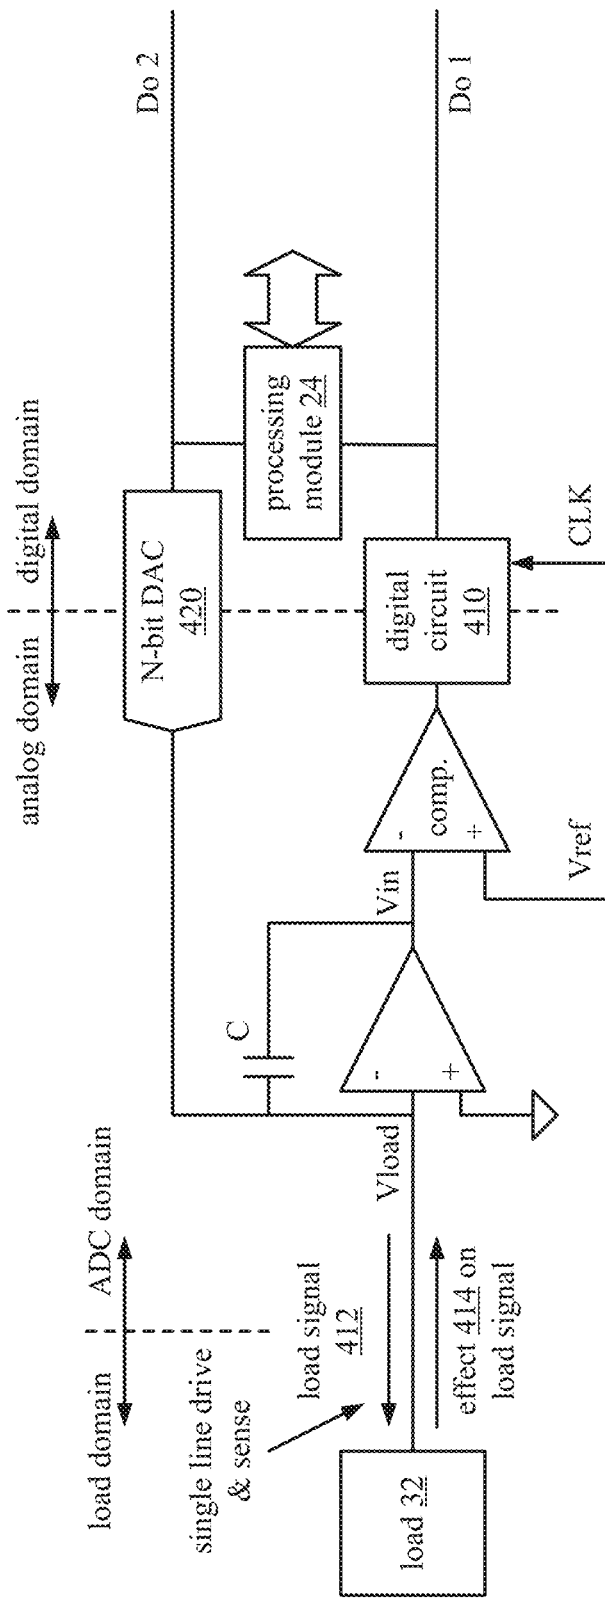 load domain
ADC domain
analog domain
digital domain
single line drive
& sense
load signal
412
effect 414 on
load signal
load 32
Vload
C
-
+
Vin
-
+
comp.
Vref
N-bit DAC
420
digital
circuit
410
CLK
processing
module 24
Do 2
Do 1